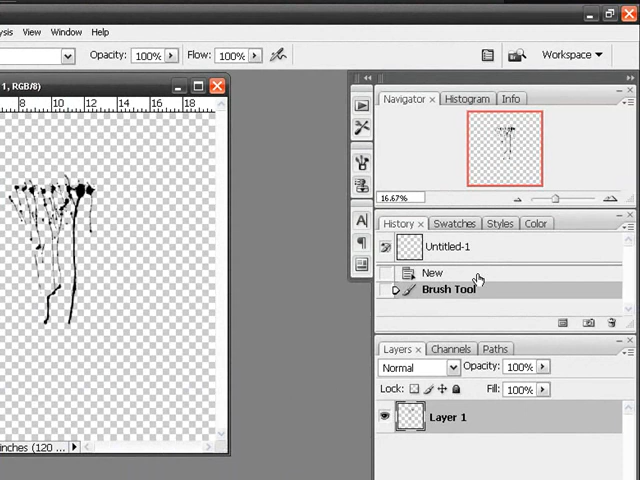 ysis View Window Help
Opacity: 100% Flow: 100% Workspace
1, RGB/8)
8 10 12 14 16 18
inches (120 ...
Navigator × Histogram Info
16.67%
History × Swatches Styles Color
Untitled-1
New
Brush Tool
Layers × Channels Paths
Normal Opacity: 100%
Lock: Fill: 100%
Layer 1